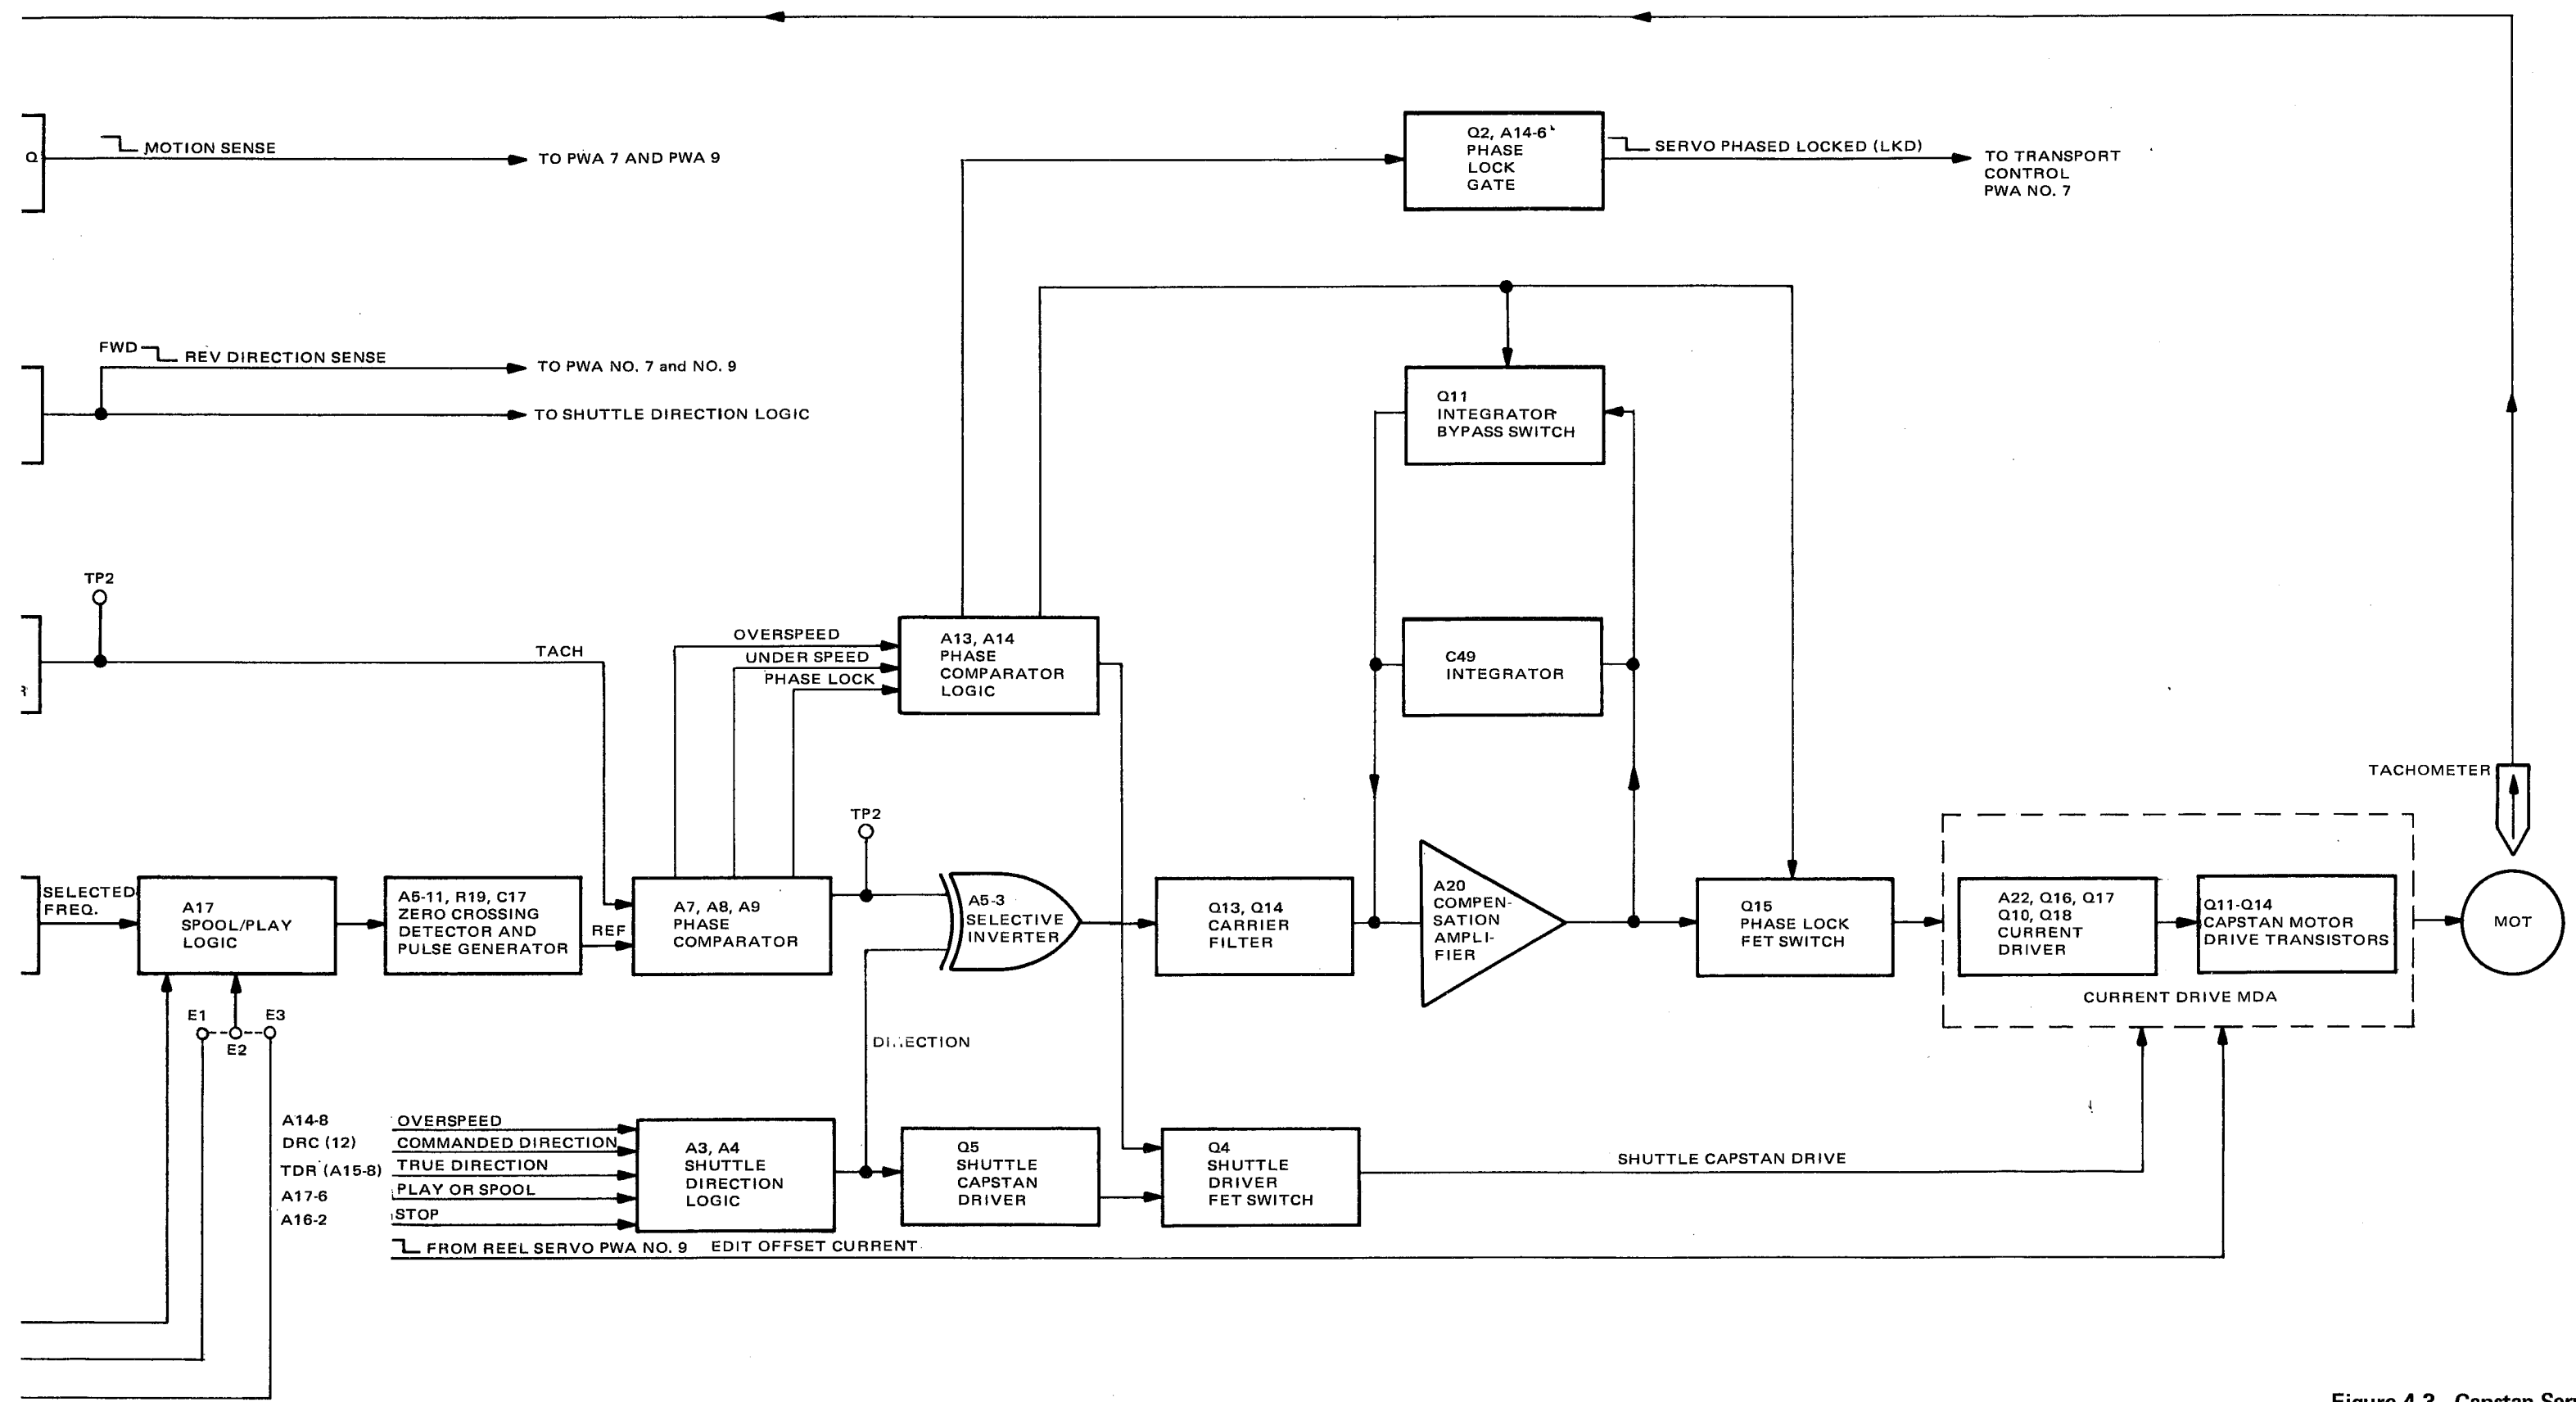 Q
MOTION SENSE
TO PWA 7 AND PWA 9
Q2, A14-6
PHASE
LOCK
GATE
SERVO PHASED LOCKED (LKD)
TO TRANSPORT
CONTROL
PWA NO. 7
FWD
REV DIRECTION SENSE
TO PWA NO. 7 and NO. 9
TO SHUTTLE DIRECTION LOGIC
Q11
INTEGRATOR
BYPASS SWITCH
TP2
TACH
OVERSPEED
UNDER SPEED
PHASE LOCK
A13, A14
PHASE
COMPARATOR
LOGIC
C49
INTEGRATOR
TACHOMETER
TP2
SELECTED
FREQ.
A17
SPOOL/PLAY
LOGIC
A5-11, R19, C17
ZERO CROSSING
DETECTOR AND
PULSE GENERATOR
REF
A7, A8, A9
PHASE
COMPARATOR
A5-3
SELECTIVE
INVERTER
Q13, Q14
CARRIER
FILTER
A20
COMPEN-
SATION
AMPLI-
FIER
Q15
PHASE LOCK
FET SWITCH
A22, Q16, Q17
Q10, Q18
CURRENT
DRIVER
Q11-Q14
CAPSTAN MOTOR
DRIVE TRANSISTORS
MOT
CURRENT DRIVE MDA
E1
E3
E2
A14-8
OVERSPEED
DRC (12)
COMMANDED DIRECTION
TDR (A15-8)
TRUE DIRECTION
A17-6
PLAY OR SPOOL
A16-2
STOP
A3, A4
SHUTTLE
DIRECTION
LOGIC
Q5
SHUTTLE
CAPSTAN
DRIVER
Q4
SHUTTLE
DRIVER
FET SWITCH
SHUTTLE CAPSTAN DRIVE
FROM REEL SERVO PWA NO. 9 EDIT OFFSET CURRENT